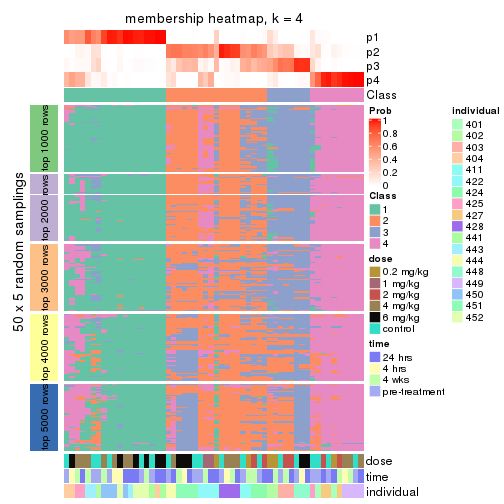 membership heatmap, k = 4
p1
p2
p3
p4
Class
50 x 5 random samplings
top 1000 rows
top 2000 rows
top 3000 rows
top 4000 rows
top 5000 rows
dose
time
individual
Prob
1
0.8
0.6
0.4
0.2
0
Class
1
2
3
4
dose
0.2 mg/kg
1 mg/kg
2 mg/kg
4 mg/kg
6 mg/kg
control
time
24 hrs
4 hrs
4 wks
pre-treatment
individual
401
402
403
404
411
422
424
425
427
428
441
443
444
448
449
450
451
452